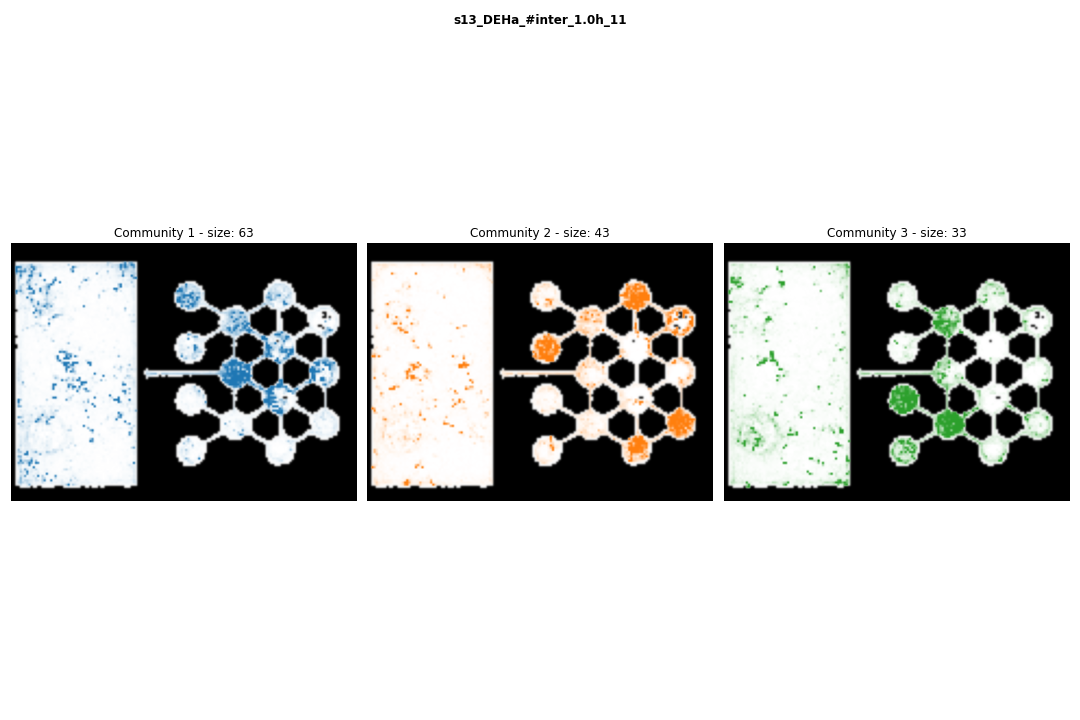 s13_DEHa_#inter_1.0h_11
Community 1 - size: 63
Community 2 - size: 43
Community 3 - size: 33